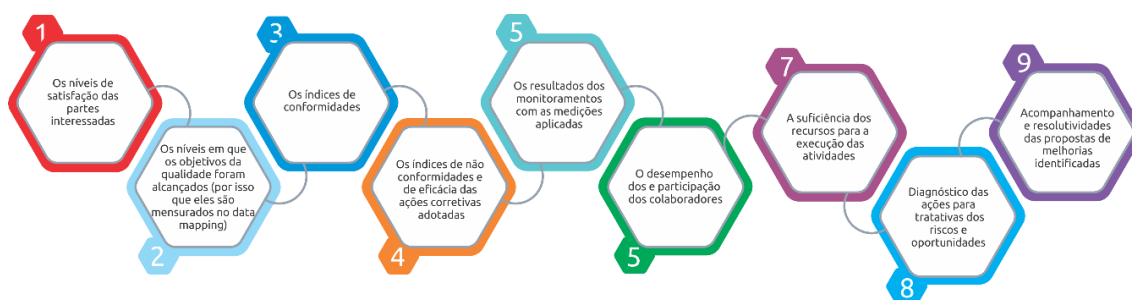 1
Os níveis de
satisfação das
partes
interessadas
2
Os níveis em que
os objetivos da
qualidade foram
alcançados (por isso
que eles são
mensurados no data
mapping)
3
Os índices de
conformidades
4
Os índices de não
conformidades e
de eficácia das
ações corretivas
adotadas
5
Os resultados dos
monitoramentos
com as medições
aplicadas
5
O desempenho
dos e participação
dos colaboradores
7
A suficiência dos
recursos para a
execução das
atividades
8
Diagnóstico das
ações para
tratativas dos
riscos e
oportunidades
9
Acompanhamento
e resolutividades
das propostas de
melhorias
identificadas